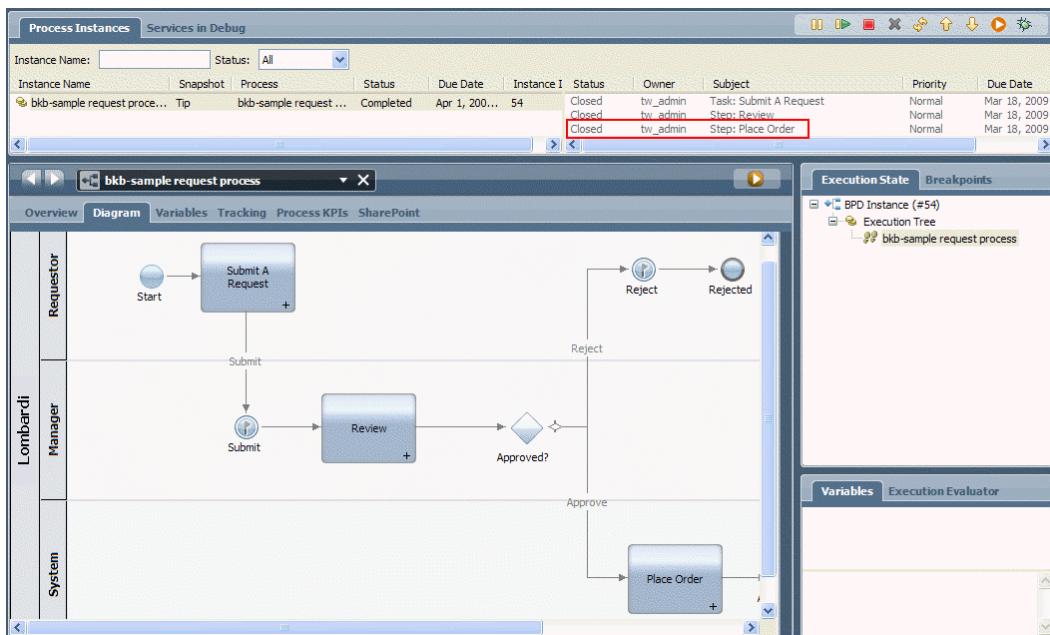 Process Instances Services in Debug
Instance Name: Status: All
Instance Name Snapshot Process Status Due Date Instance I Status Owner Subject Priority Due Date
bkb-sample request proce... Tip bkb-sample request ... Completed Apr 1, 200... 54 Closed tw_admin Task: Submit A Request Normal Mar 18, 2009
Closed tw_admin Step: Review Normal Mar 18, 2009
Closed tw_admin Step: Place Order Normal Mar 18, 2009
bkb-sample request process
Overview Diagram Variables Tracking Process KPIs SharePoint
Lombardi
Requestor
Start
Submit A
Request
Reject
Rejected
Submit
Reject
Manager
Submit
Review
Approved?
Approve
System
Place Order
Execution State Breakpoints
BPD Instance (#54)
Execution Tree
bkb-sample request process
Variables Execution Evaluator